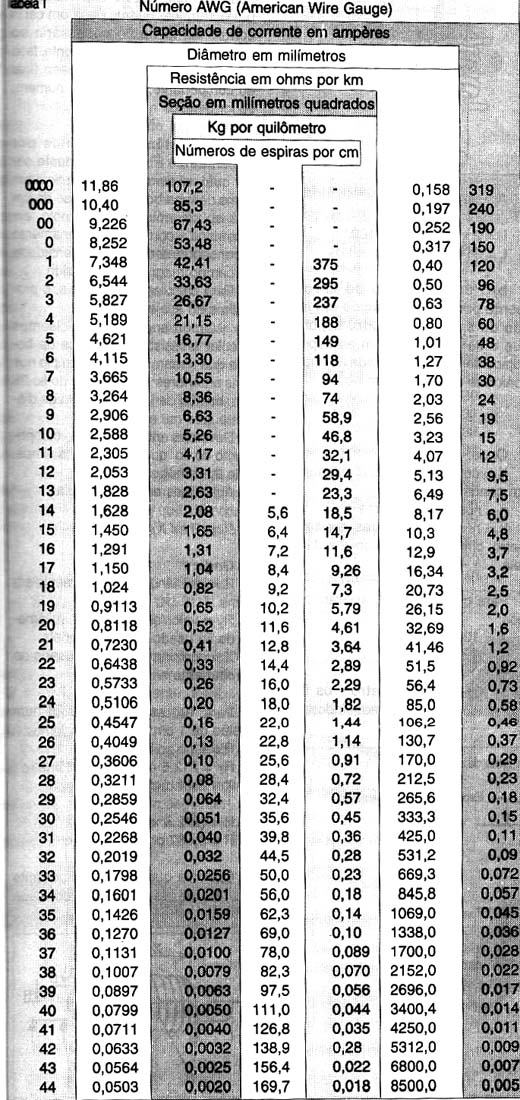 Número AWG (American Wire Gauge)
Capacidade de corrente em ampères
Diâmetro em milímetros
Resistência em ohms por km
Seção em milímetros quadrados
Kg por quilômetro
Números de espiras por cm
0000 11,86 107,2 - - 0,158 319
000 10,40 85,3 - - 0,197 240
00 9,226 67,43 - - 0,252 190
0 8,252 53,48 - - 0,317 150
1 7,348 42,41 - 375 0,40 120
2 6,544 33,63 - 295 0,50 96
3 5,827 26,67 - 237 0,63 78
4 5,189 21,15 - 188 0,80 60
5 4,621 16,77 - 149 1,01 48
6 4,115 13,30 - 118 1,27 38
7 3,665 10,55 - 94 1,70 30
8 3,264 8,36 - 74 2,03 24
9 2,906 6,63 - 58,9 2,56 19
10 2,588 5,26 - 46,8 3,23 15
11 2,305 4,17 - 32,1 4,07 12
12 2,053 3,31 - 29,4 5,13 9,5
13 1,828 2,63 - 23,3 6,49 7,5
14 1,628 2,08 5,6 18,5 8,17 6,0
15 1,450 1,65 6,4 14,7 10,3 4,8
16 1,291 1,31 7,2 11,6 12,9 3,7
17 1,150 1,04 8,4 9,26 16,34 3,2
18 1,024 0,82 9,2 7,3 20,73 2,5
19 0,9113 0,65 10,2 5,79 26,15 2,0
20 0,8118 0,52 11,6 4,61 32,69 1,6
21 0,7230 0,41 12,8 3,64 41,46 1,2
22 0,6438 0,33 14,4 2,89 51,5 0,92
23 0,5733 0,26 16,0 2,29 56,4 0,73
24 0,5106 0,20 18,0 1,82 85,0 0,58
25 0,4547 0,16 22,0 1,44 106,2 0,46
26 0,4049 0,13 22,8 1,14 130,7 0,37
27 0,3606 0,10 25,6 0,91 170,0 0,29
28 0,3211 0,08 28,4 0,72 212,5 0,23
29 0,2859 0,064 32,4 0,57 265,6 0,18
30 0,2546 0,051 35,6 0,45 333,3 0,15
31 0,2268 0,040 39,8 0,36 425,0 0,11
32 0,2019 0,032 44,5 0,28 531,2 0,09
33 0,1798 0,0256 50,0 0,23 669,3 0,072
34 0,1601 0,0201 56,0 0,18 845,8 0,057
35 0,1426 0,0159 62,3 0,14 1069,0 0,045
36 0,1270 0,0127 69,0 0,10 1338,0 0,036
37 0,1131 0,0100 78,0 0,089 1700,0 0,028
38 0,1007 0,0079 82,3 0,070 2152,0 0,022
39 0,0897 0,0063 97,5 0,056 2696,0 0,017
40 0,0799 0,0050 111,0 0,044 3400,4 0,014
41 0,0711 0,0040 126,8 0,035 4250,0 0,011
42 0,0633 0,0032 138,9 0,28 5312,0 0,009
43 0,0564 0,0025 156,4 0,022 6800,0 0,007
44 0,0503 0,0020 169,7 0,018 8500,0 0,005